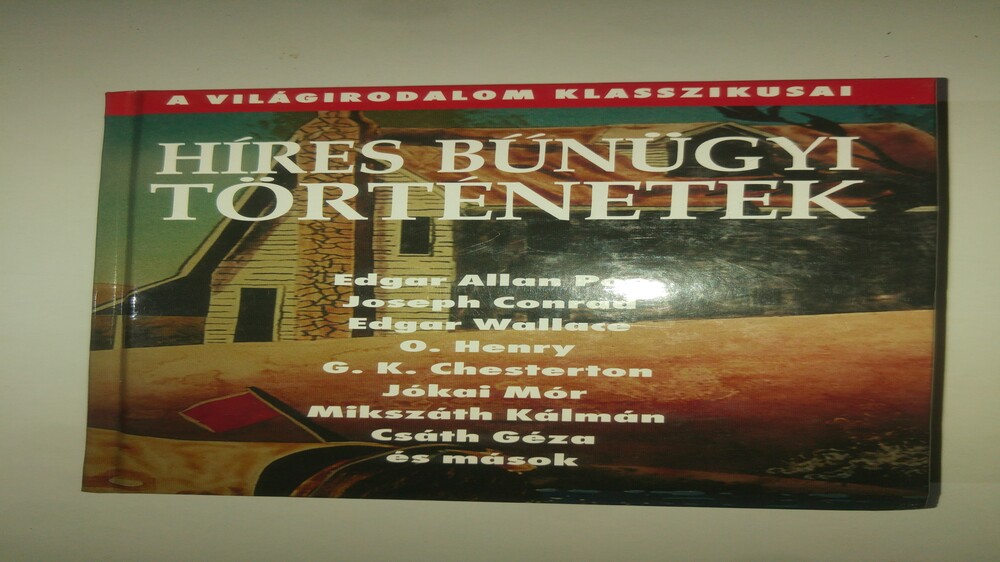 A VILÁGIRODALOM KLASSZIKUSAI
HÍRES BŰNÜGYI
TÖRTÉNETEK
Edgar Allan Poe
Joseph Conrad
Edgar Wallace
O. Henry
G. K. Chesterton
Jókai Mór
Mikszáth Kálmán
Csáth Géza
és mások